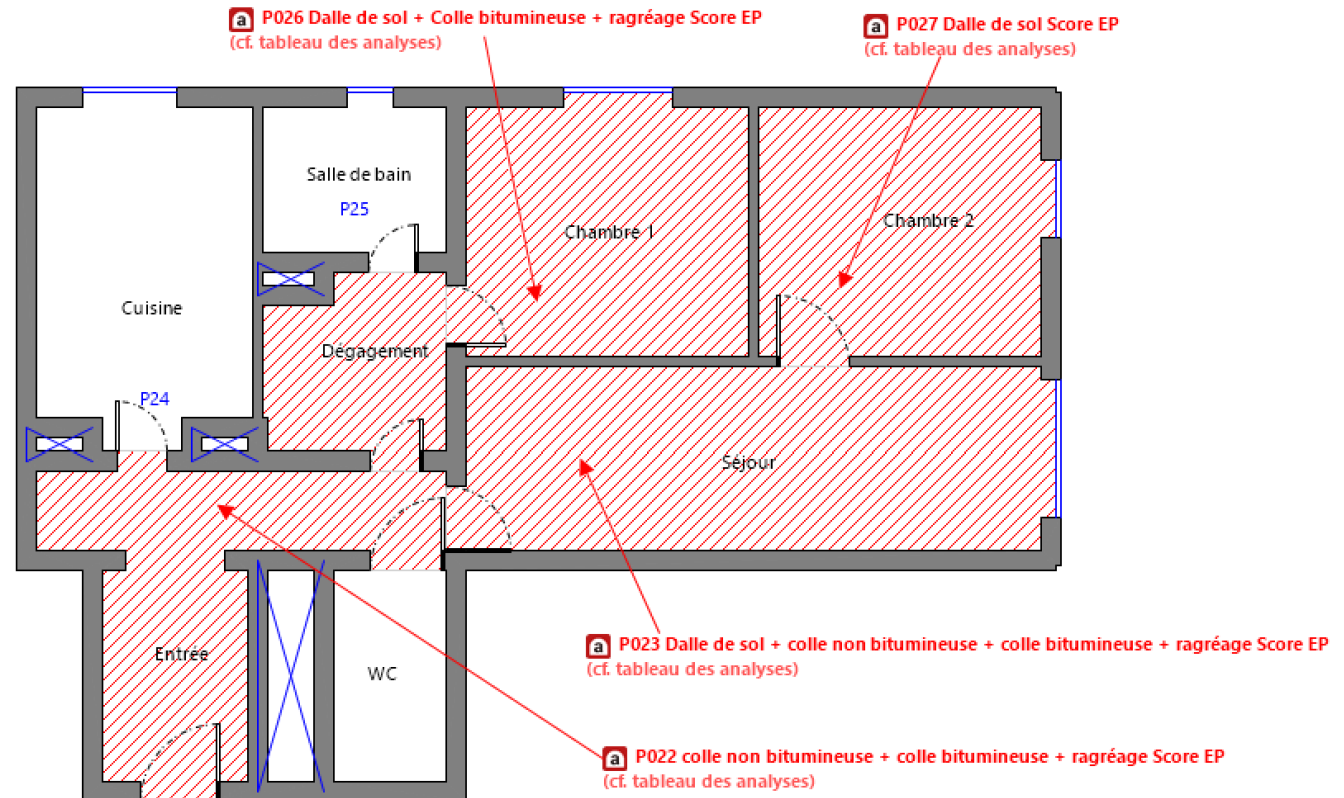 a P026 Dalle de sol + Colle bitumineuse + ragréage Score EP
(cf. tableau des analyses)
a P027 Dalle de sol Score EP
(cf. tableau des analyses)
Salle de bain
P25
Chambre 1
Chambre 2
Cuisine
Dégagement
P24
Séjour
a P023 Dalle de sol + colle non bitumineuse + colle bitumineuse + ragréage Score EP
(cf. tableau des analyses)
Entrée
WC
a P022 colle non bitumineuse + colle bitumineuse + ragréage Score EP
(cf. tableau des analyses)